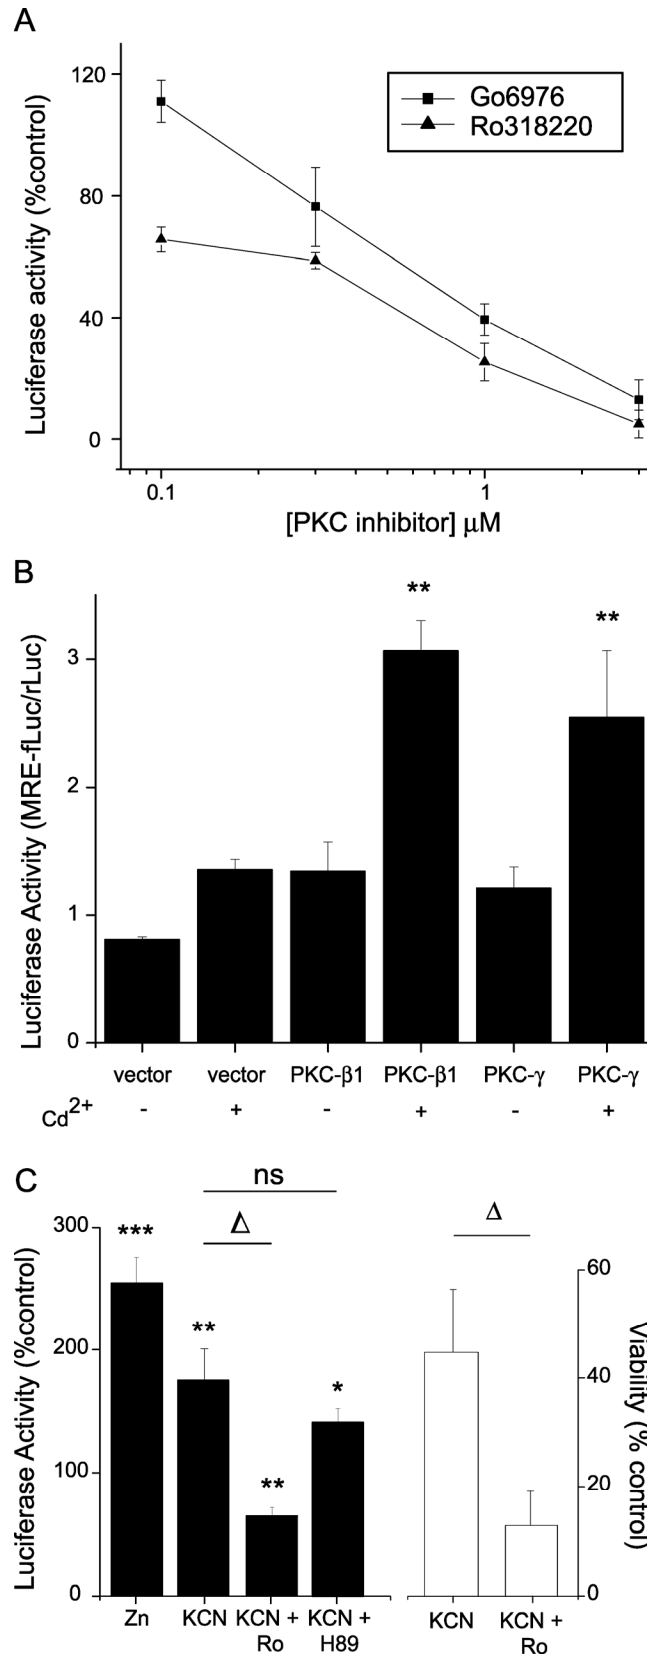 A
Luciferase activity (%control)
120
80
40
0
Go6976
Ro318220
0.1 1
[PKC inhibitor] μM
B
Luciferase Activity (MRE-fLuc/rLuc)
3
2
1
0
** **
vector vector PKC-β1 PKC-β1 PKC-γ PKC-γ
Cd2+ - + - + - +
C
Luciferase Activity (%control)
300
200
100
0
ns
Δ
*** ** ** *
Zn KCN KCN + Ro KCN + H89
Δ
60
40
20
0
Viability (% control)
KCN KCN + Ro